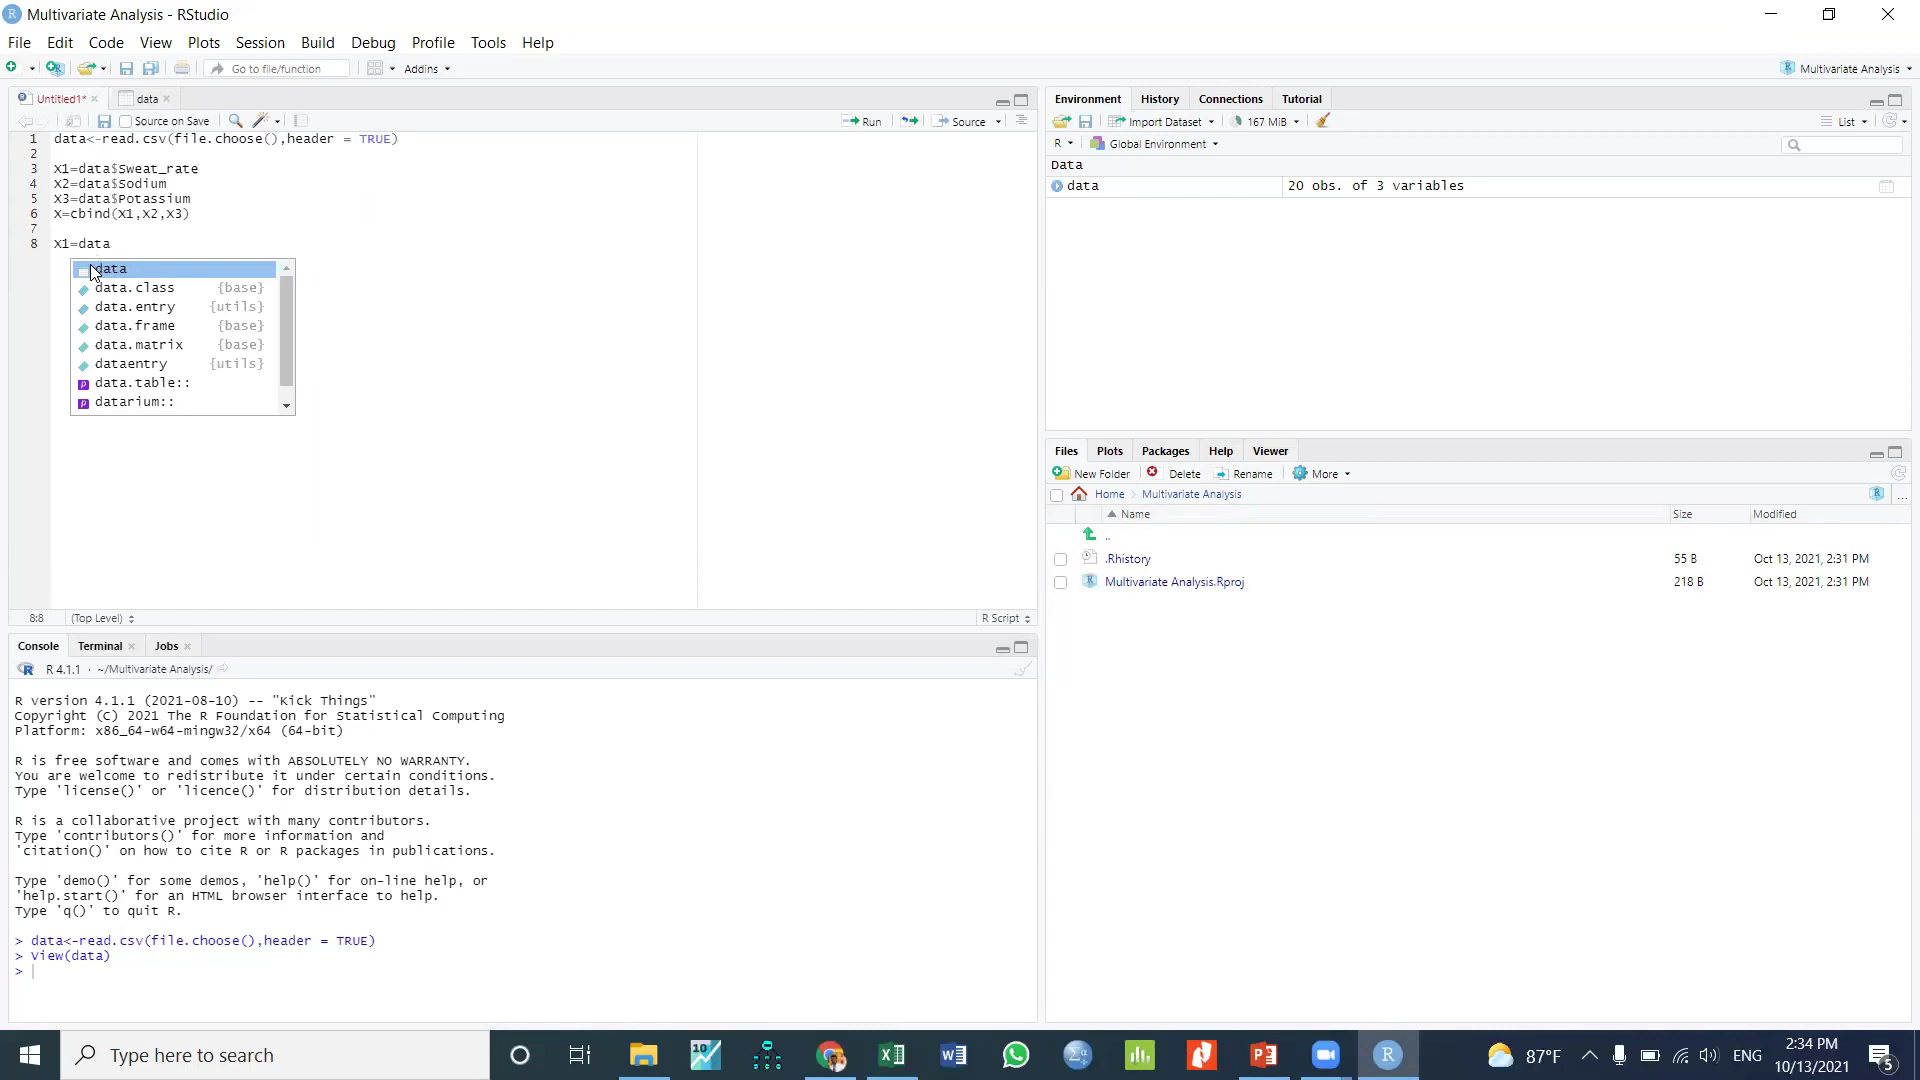 Multivariate Analysis - RStudio
File Edit Code View Plots Session Build Debug Profile Tools Help
Go to file/function Addins Multivariate Analysis
Untitled1* data
Source on Save Run Source
1 data<-read.csv(file.choose(),header = TRUE)
2
3 X1=data$Sweat_rate
4 X2=data$Sodium
5 X3=data$Potassium
6 X=cbind(X1,X2,X3)
7
8 X1=data
data
data.class {base}
data.entry {utils}
data.frame {base}
data.matrix {base}
dataentry {utils}
data.table::
datarium::
8:8 (Top Level) R Script
Console Terminal Jobs
R 4.1.1 · ~/Multivariate Analysis/
R version 4.1.1 (2021-08-10) -- "Kick Things"
Copyright (C) 2021 The R Foundation for Statistical Computing
Platform: x86_64-w64-mingw32/x64 (64-bit)
R is free software and comes with ABSOLUTELY NO WARRANTY.
You are welcome to redistribute it under certain conditions.
Type 'license()' or 'licence()' for distribution details.
R is a collaborative project with many contributors.
Type 'contributors()' for more information and
'citation()' on how to cite R or R packages in publications.
Type 'demo()' for some demos, 'help()' for on-line help, or
'help.start()' for an HTML browser interface to help.
Type 'q()' to quit R.
> data<-read.csv(file.choose(),header = TRUE)
> View(data)
>
Environment History Connections Tutorial
Import Dataset 167 MiB List
R Global Environment
Data
data 20 obs. of 3 variables
Files Plots Packages Help Viewer
New Folder Delete Rename More
Home Multivariate Analysis ...
Name Size Modified
..
.Rhistory 55 B Oct 13, 2021, 2:31 PM
Multivariate Analysis.Rproj 218 B Oct 13, 2021, 2:31 PM
Type here to search
87°F ENG
2:34 PM
10/13/2021
5